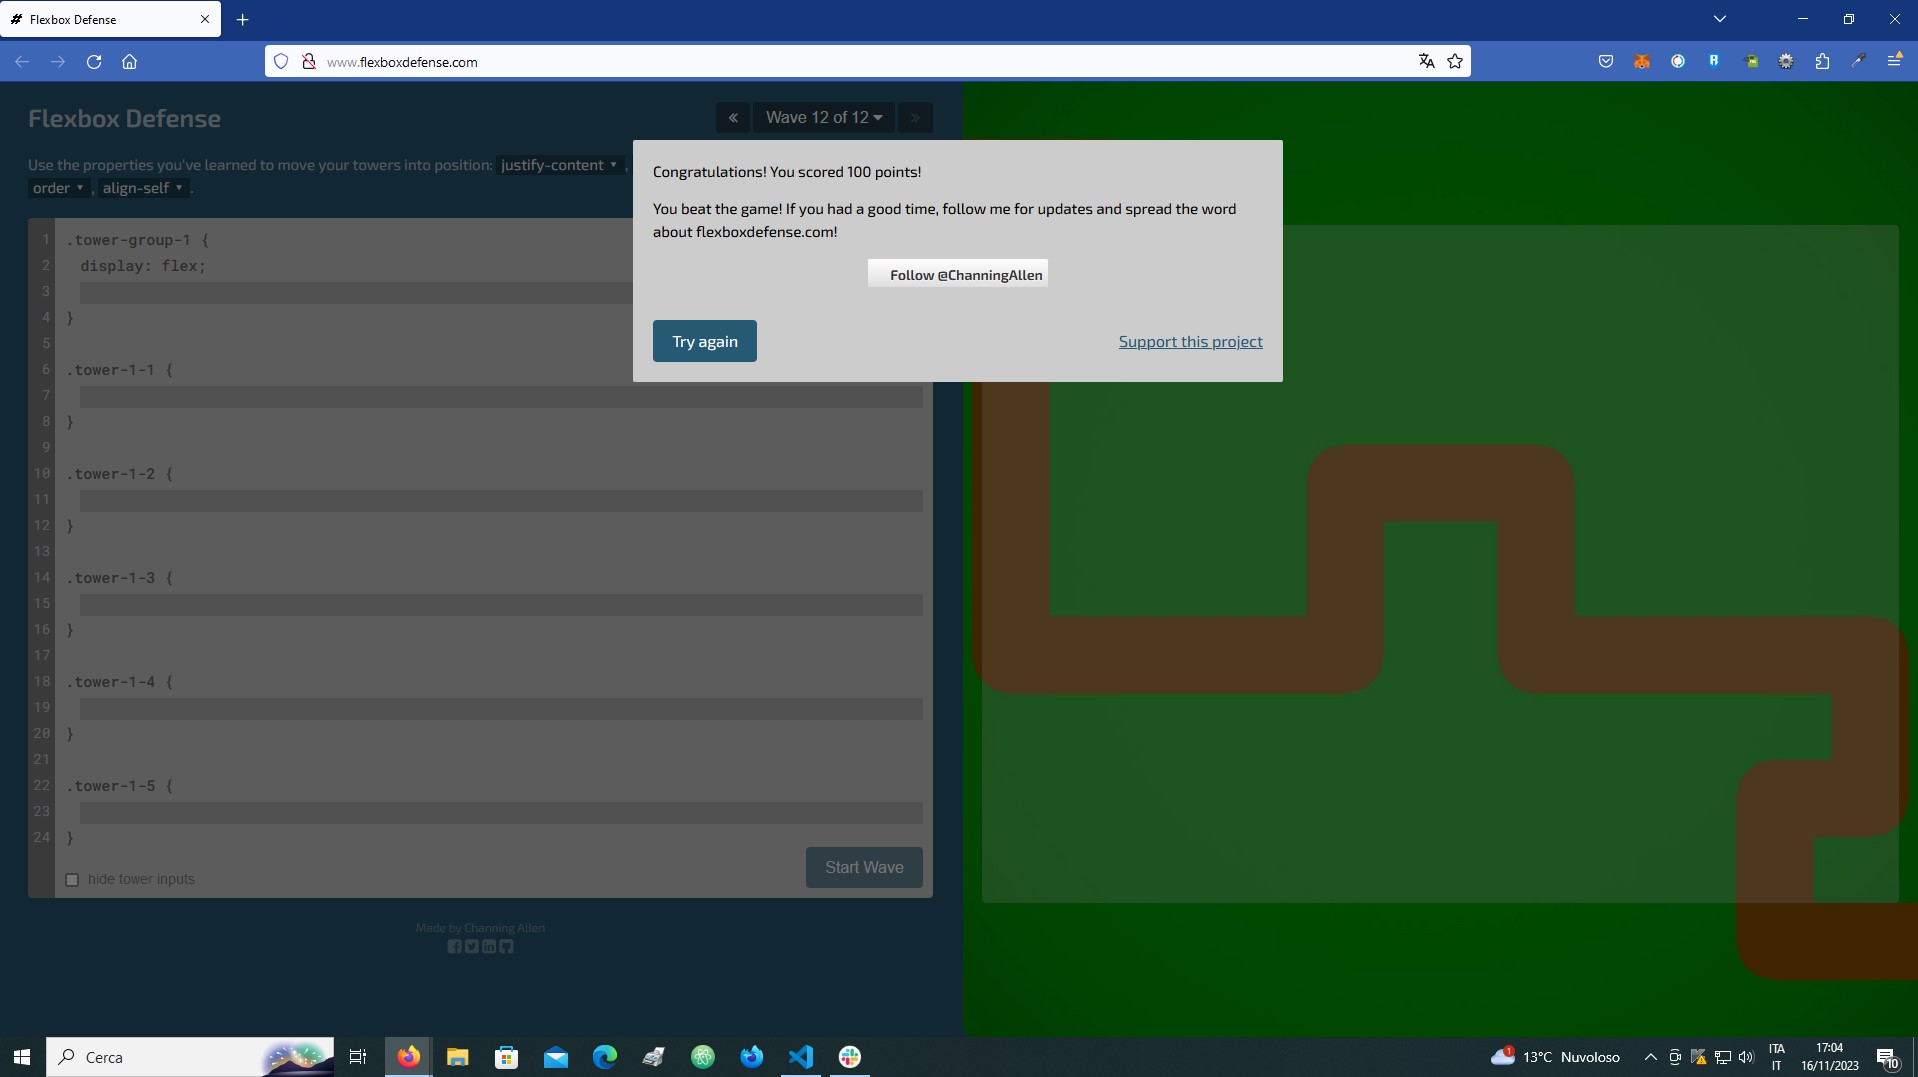 Flexbox Defense
www.flexboxdefense.com
Flexbox Defense
« Wave 12 of 12 »
Use the properties you've learned to move your towers into position: justify-content ,
order , align-self .
Congratulations! You scored 100 points!
You beat the game! If you had a good time, follow me for updates and spread the word
about flexboxdefense.com!
Follow @ChanningAllen
Try again
Support this project
1 .tower-group-1 {
2 display: flex;
3
4 }
5
6 .tower-1-1 {
7
8 }
9
10 .tower-1-2 {
11
12 }
13
14 .tower-1-3 {
15
16 }
17
18 .tower-1-4 {
19
20 }
21
22 .tower-1-5 {
23
24 }
hide tower inputs
Start Wave
Made by Channing Allen
Cerca
1
13°C Nuvoloso
ITA
IT
17:04
16/11/2023
10